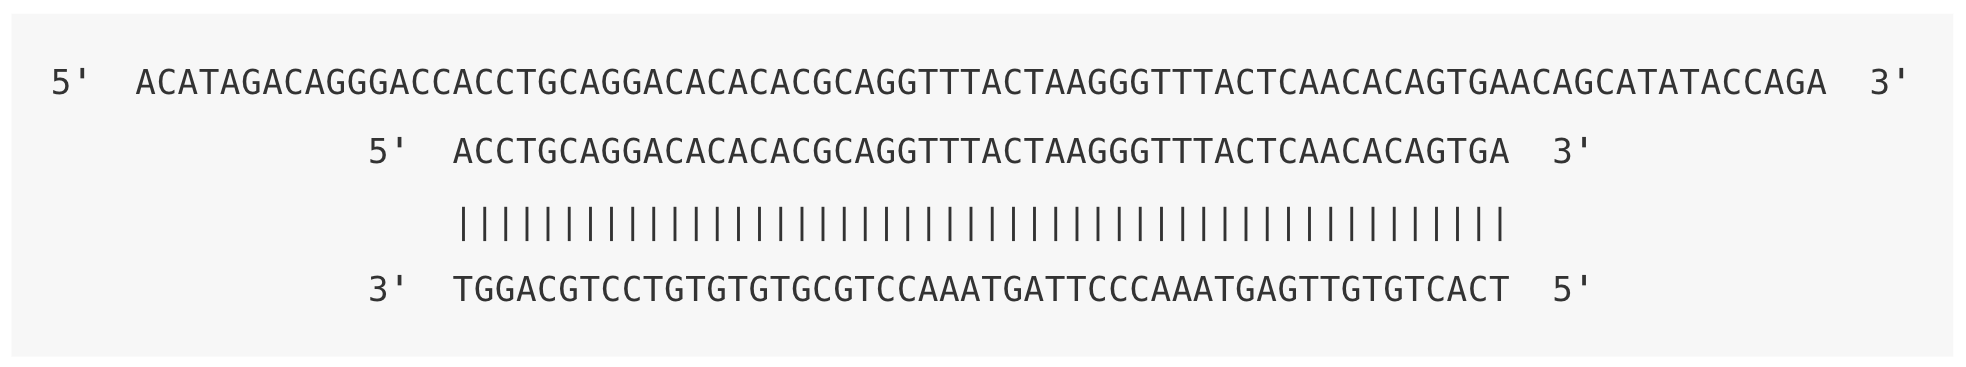 5' ACATAGACAGGGACCACCTGCAGGACACACACGCAGGTTTACTAAGGGTTTACTCAACACAGTGAACAGCATATACCAGA 3'
5' ACCTGCAGGACACACACGCAGGTTTACTAAGGGTTTACTCAACACAGTGA 3'
||||||||||||||||||||||||||||||||||||||||||||||||||
3' TGGACGTCCTGTGTGTGCGTCCAAATGATTCCCAAATGAGTTGTGTCACT 5'